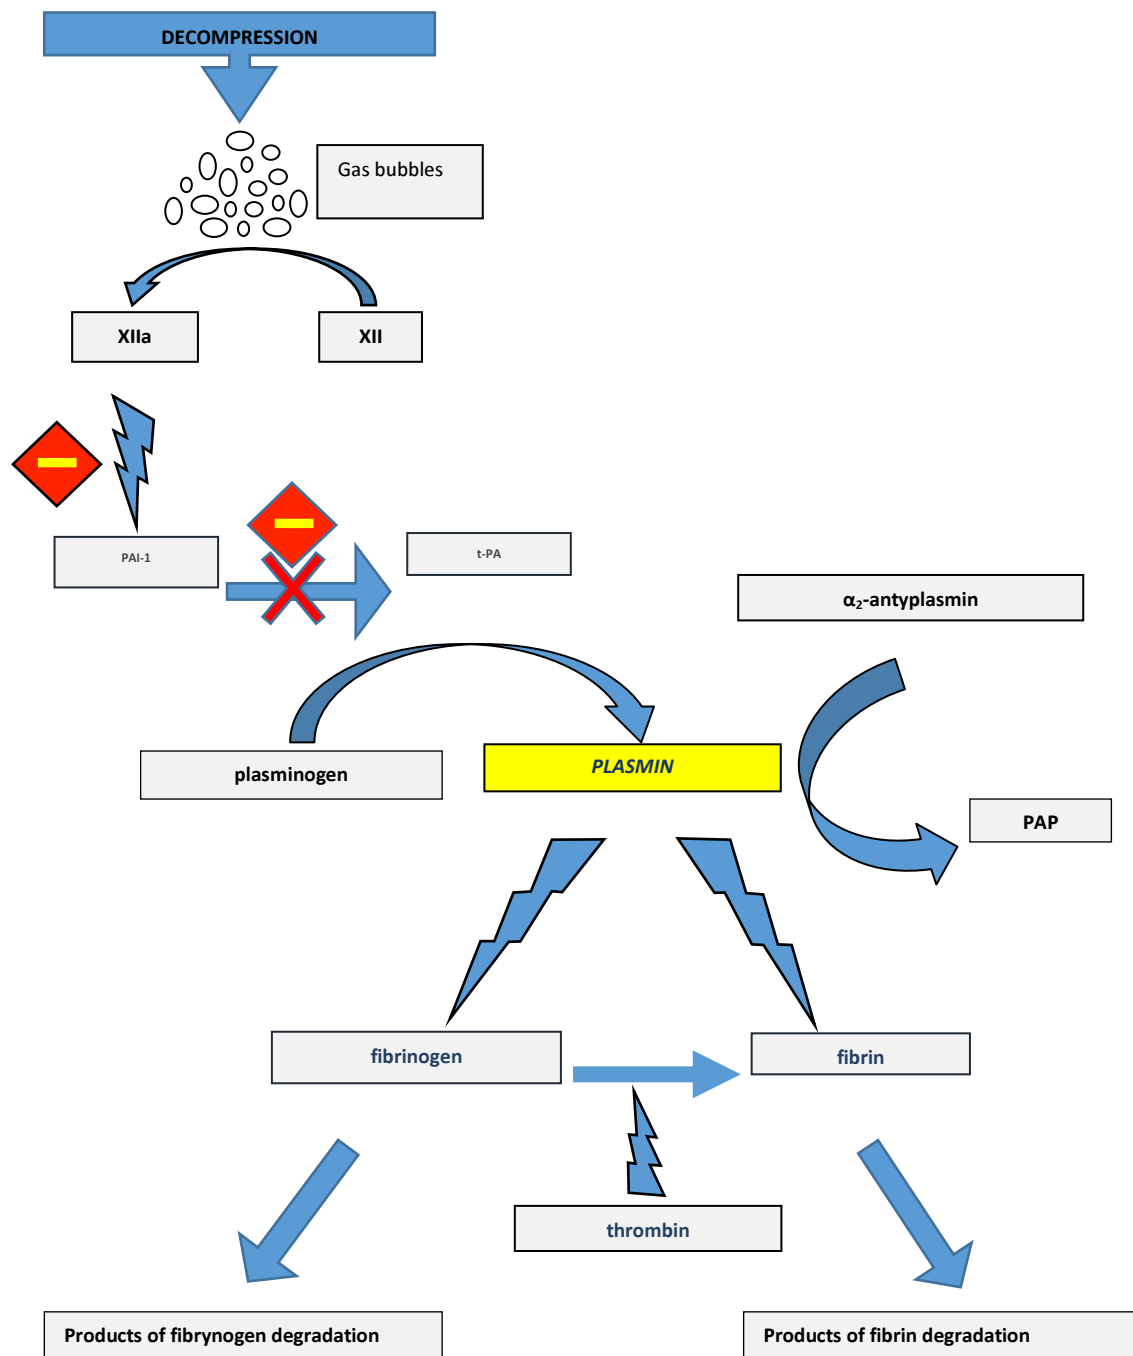 DECOMPRESSION
Gas bubbles
XIIa
XII
PAI-1
t-PA
α₂-antyplasmin
plasminogen
PLASMIN
PAP
fibrinogen
fibrin
thrombin
Products of fibrynogen degradation
Products of fibrin degradation